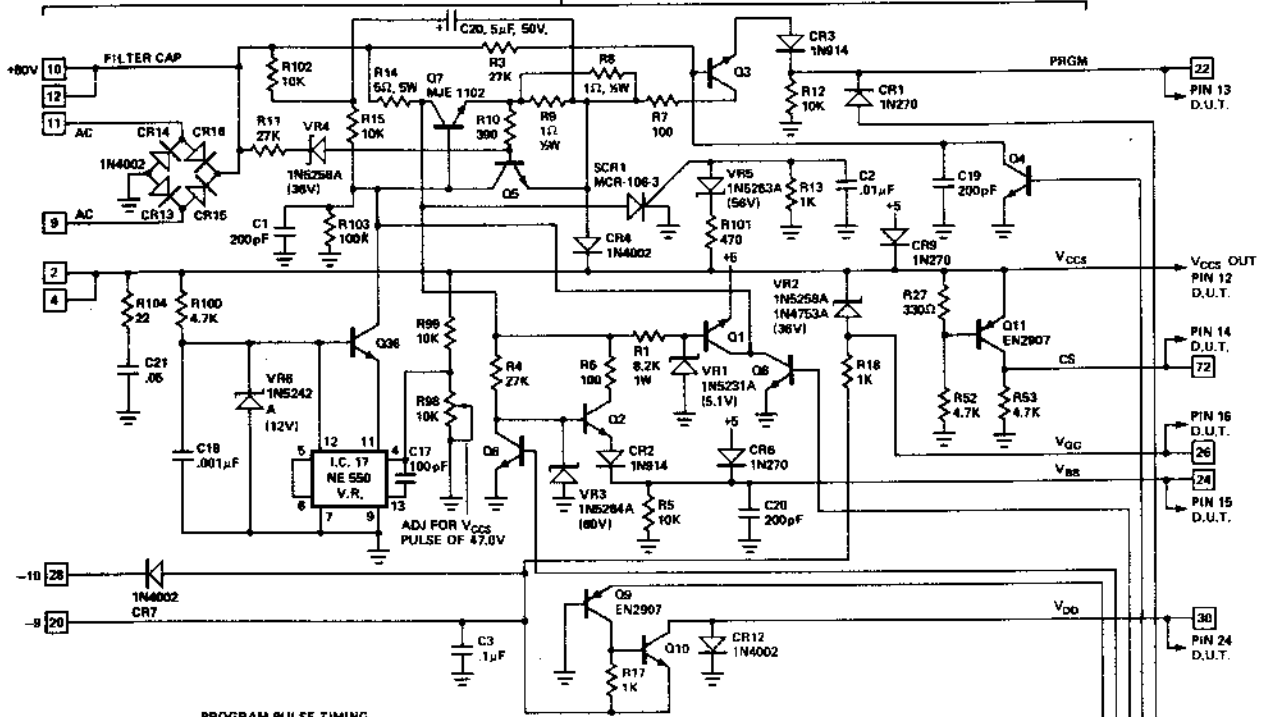 C20, 5µF, 50V,
+
+80V 10 FILTER CAP
12
11 AC
R102 10K
R14 5Ω, 5W
Q7 MJE 1102
R3 27K
R8 1Ω, ½W
Q3
CR3 1N914
PRGM
22
PIN 13 D.U.T.
R12 10K
CR1 1N270
CR14
CR16
1N4002
CR13
CR15
R11 27K
VR4
1N5258A (36V)
R15 10K
R10 390
R9 1Ω ½W
R7 100
Q5
SCR1 MCR-106-3
VR5 1N5263A (56V)
R13 1K
C2 .01µF
C19 200pF
Q4
9 AC
C1 200pF
R103 100K
CR4 1N4002
R101 470
+5
+5
CR9 1N270
2
4
VCCS
VCCS OUT PIN 12 D.U.T.
R104 22
R100 4.7K
R99 10K
VR2 1N5258A 1N4753A (36V)
R27 330Ω
Q11 EN2907
PIN 14 D.U.T.
CS
72
C21 .05
Q36
R4 27K
R6 100
R1 8.2K 1W
Q1
VR1 1N5231A (5.1V)
Q8
R18 1K
R52 4.7K
R53 4.7K
VR6 1N5242 A (12V)
R98 10K
Q2
Q6
+5
CR6 1N270
PIN 16 D.U.T.
VGG
26
C18 .001µF
12 11
5 I.C. 17 4
NE 550
6 V.R. 13
7 9
C17 100pF
CR2 1N914
VBB
24
PIN 15 D.U.T.
VR3 1N5264A (60V)
R5 10K
C20 200pF
ADJ FOR VCCS PULSE OF 47.0V
-10 28
1N4002 CR7
-9 20
C3 .1µF
Q9 EN2907
R17 1K
Q10
CR12 1N4002
VDD
30
PIN 24 D.U.T.
PROGRAM PULSE TIMING